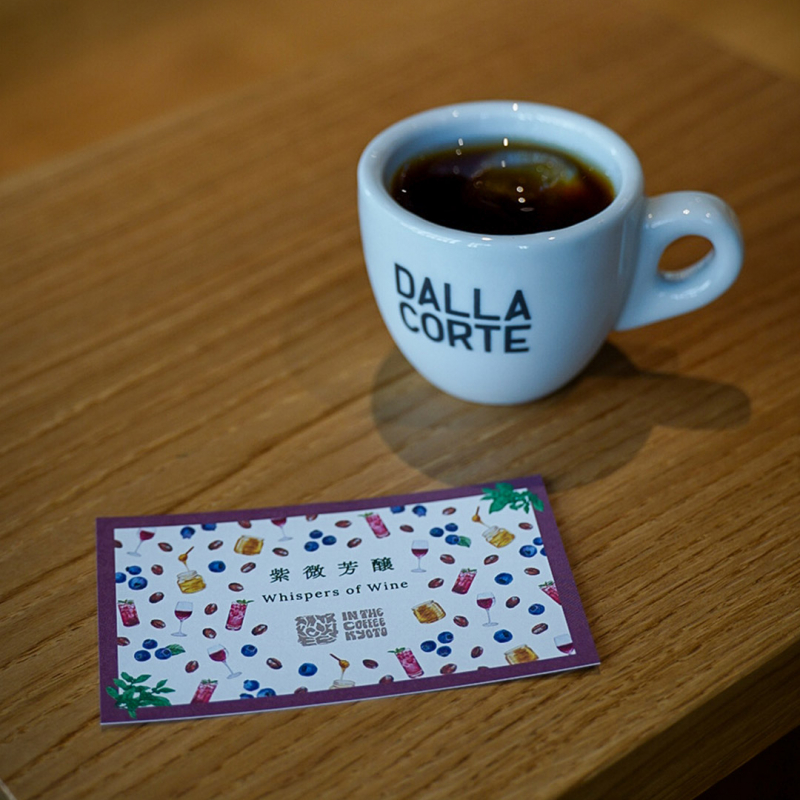 DALLA
CORTE
紫微芳醸
Whispers of Wine
IN THE
COFFEE
KYOTO